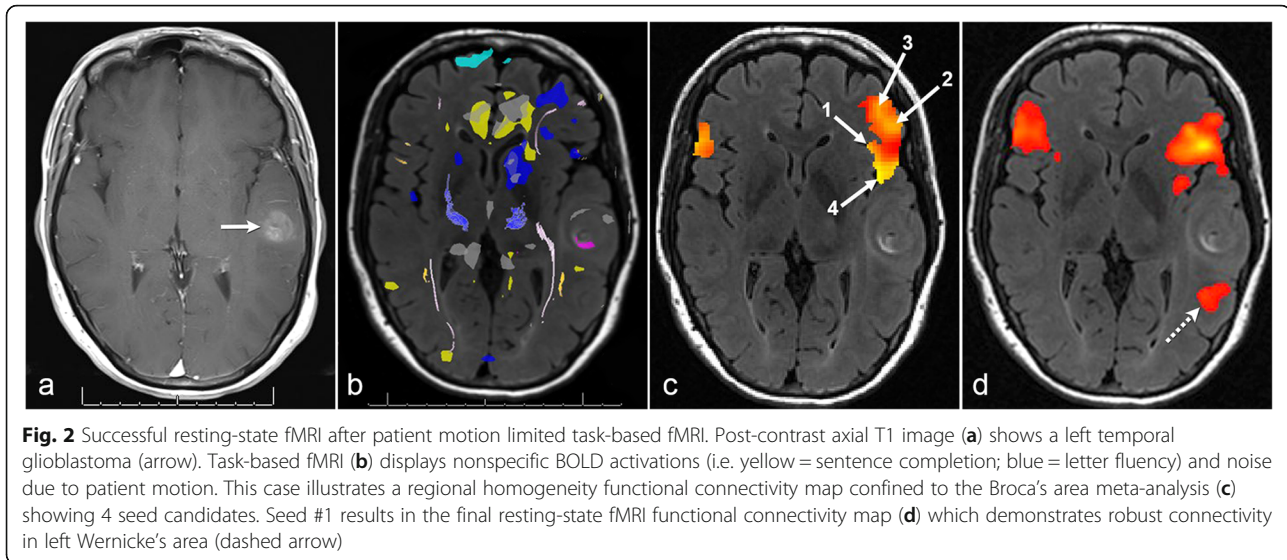 3
2
1
4
a
b
c
d
Fig. 2 Successful resting-state fMRI after patient motion limited task-based fMRI. Post-contrast axial T1 image (a) shows a left temporal
glioblastoma (arrow). Task-based fMRI (b) displays nonspecific BOLD activations (i.e. yellow = sentence completion; blue = letter fluency) and noise
due to patient motion. This case illustrates a regional homogeneity functional connectivity map confined to the Broca's area meta-analysis (c)
showing 4 seed candidates. Seed #1 results in the final resting-state fMRI functional connectivity map (d) which demonstrates robust connectivity
in left Wernicke's area (dashed arrow)